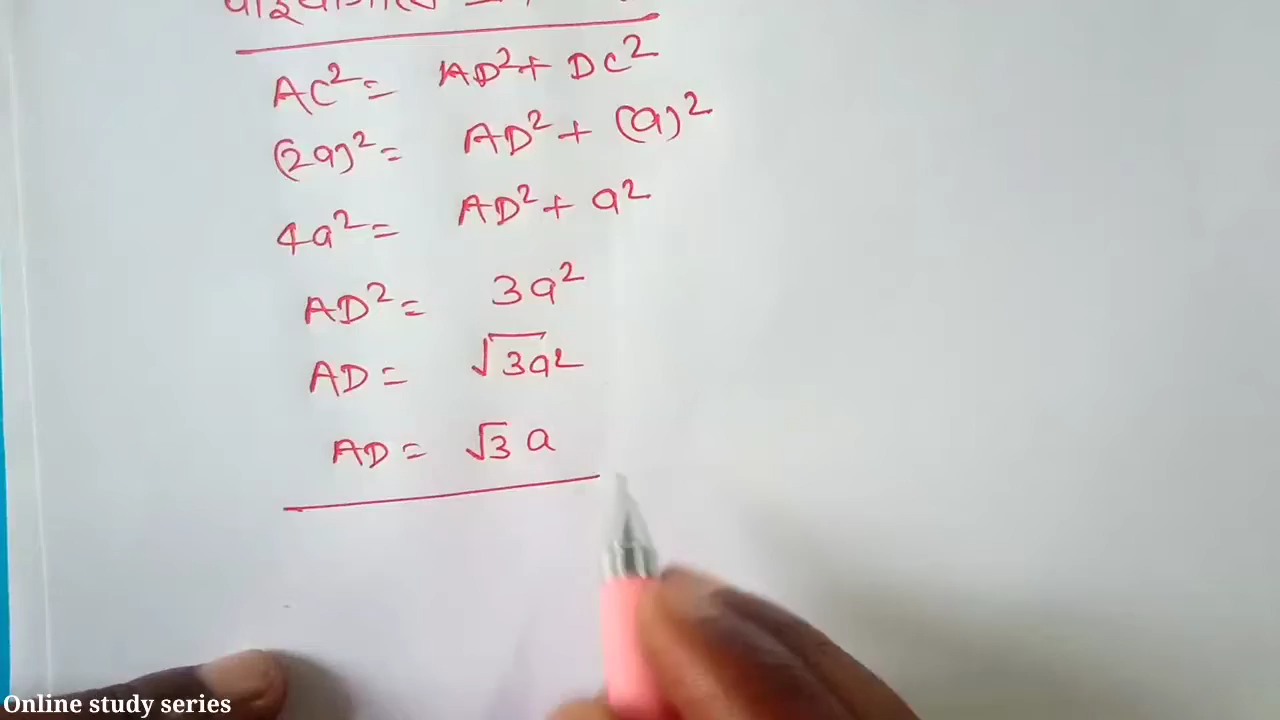 AC² = AD² + DC²
(2a)² = AD² + (a)²
4a² = AD² + a²
AD² = 3a²
AD = √3a²
AD = √3 a
Online study series